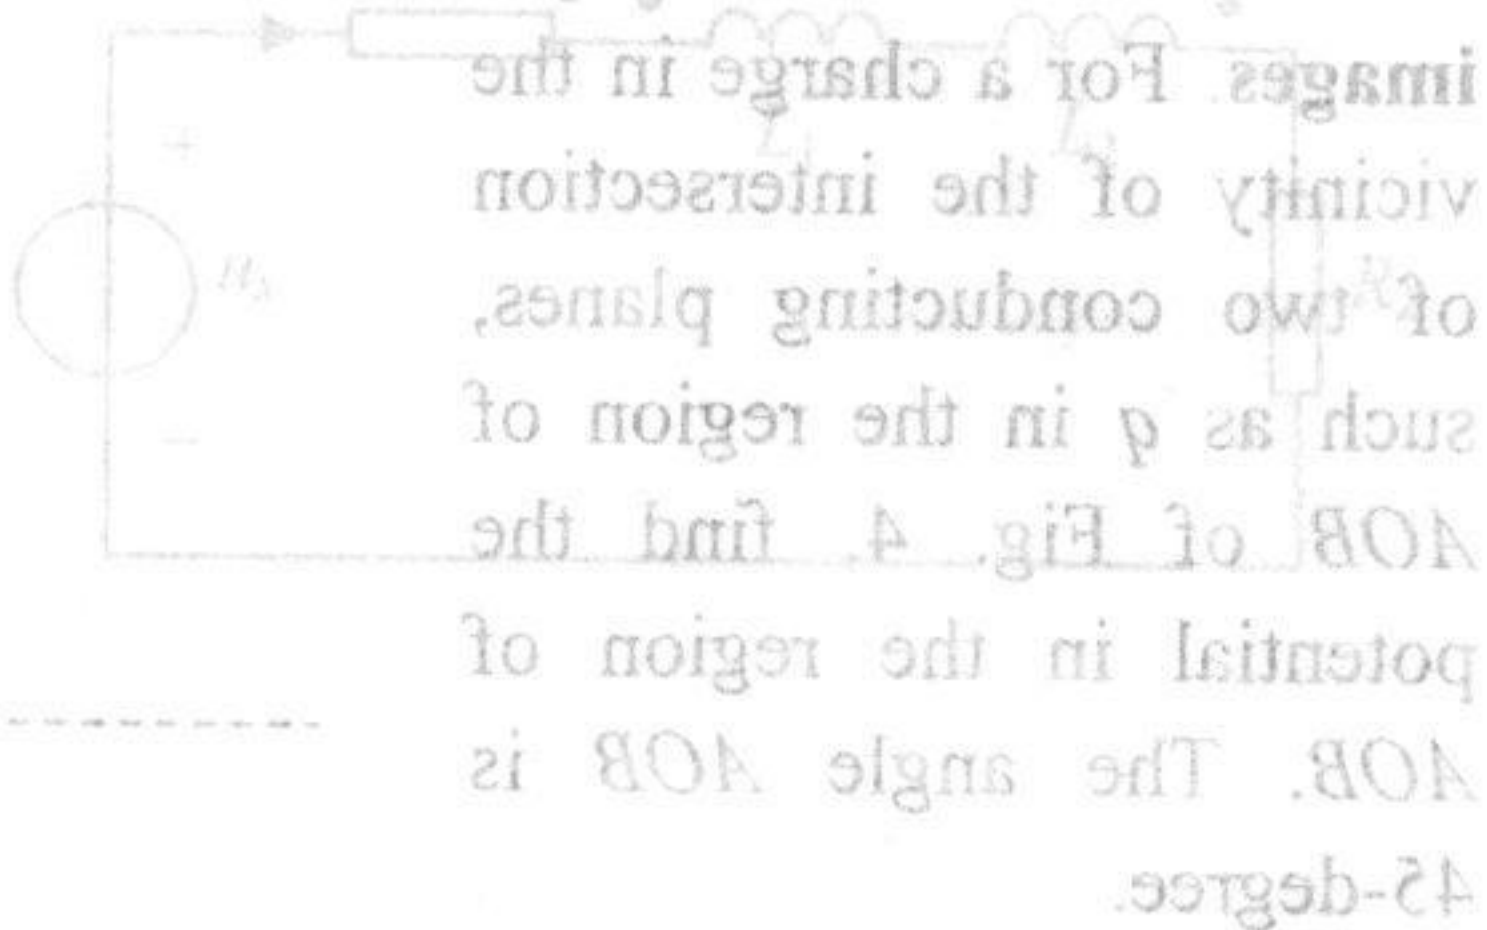 images. For a charge in the
vicinity of the intersection
of two conducting planes,
such as q in the region of
AOB of Fig. 4. find the
potential in the region of
AOB. The angle AOB is
45-degree.
+
−